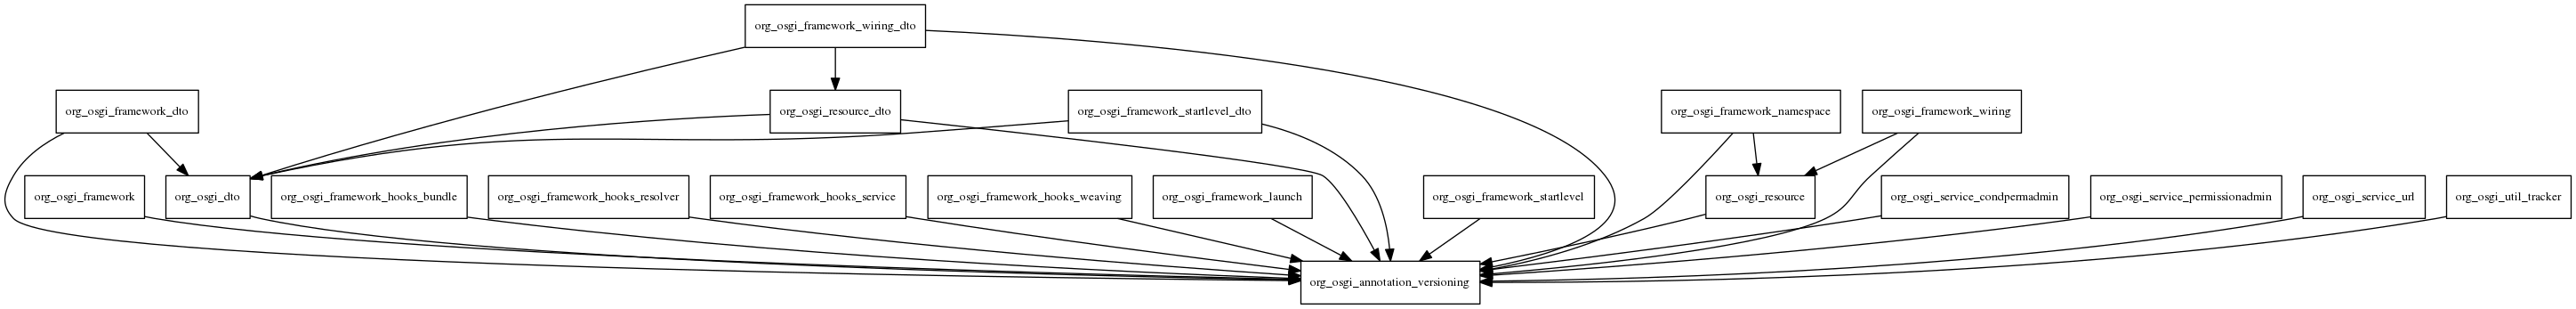 org_osgi_framework_wiring_dto
org_osgi_framework_dto
org_osgi_resource_dto
org_osgi_framework_startlevel_dto
org_osgi_framework_namespace
org_osgi_framework_wiring
org_osgi_framework
org_osgi_dto
org_osgi_framework_hooks_bundle
org_osgi_framework_hooks_resolver
org_osgi_framework_hooks_service
org_osgi_framework_hooks_weaving
org_osgi_framework_launch
org_osgi_framework_startlevel
org_osgi_resource
org_osgi_service_condpermadmin
org_osgi_service_permissionadmin
org_osgi_service_url
org_osgi_util_tracker
org_osgi_annotation_versioning